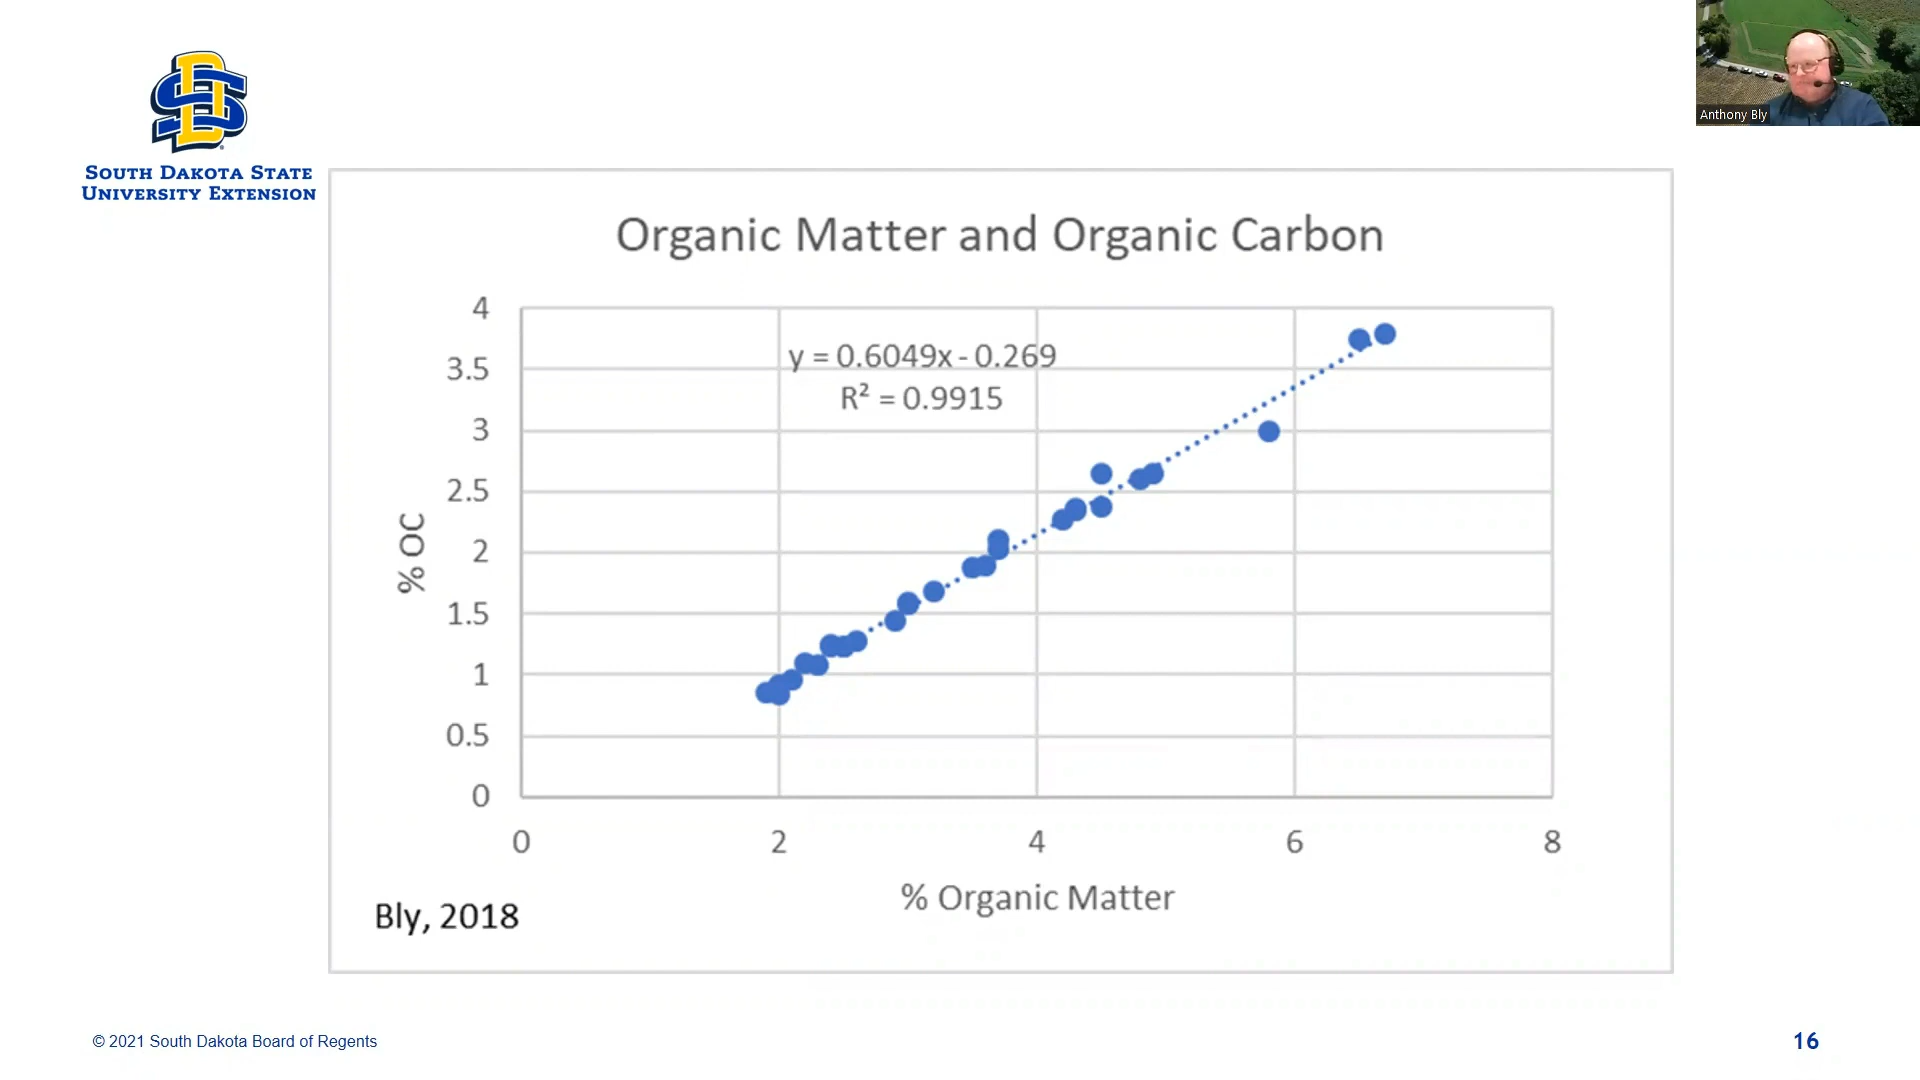 Anthony Bly
SOUTH DAKOTA STATE
UNIVERSITY EXTENSION
Organic Matter and Organic Carbon
y = 0.6049x - 0.269
R² = 0.9915
4
3.5
3
2.5
2
1.5
1
0.5
0
% OC
0 2 4 6 8
% Organic Matter
Bly, 2018
© 2021 South Dakota Board of Regents
16